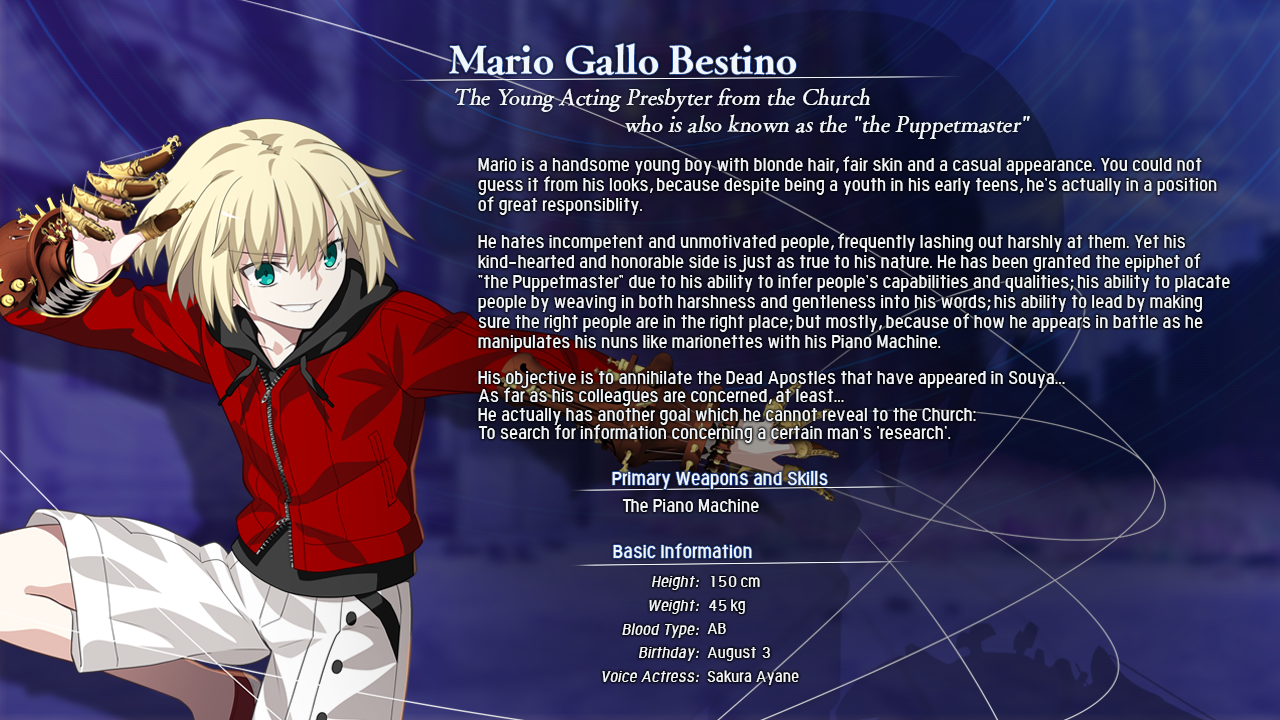 Mario Gallo Bestino
The Young Acting Presbyter from the Church
who is also known as the "the Puppetmaster"
Mario is a handsome young boy with blonde hair, fair skin and a casual appearance. You could not
guess it from his looks, because despite being a youth in his early teens, he's actually in a position
of great responsiblity.
He hates incompetent and unmotivated people, frequently lashing out harshly at them. Yet his
kind-hearted and honorable side is just as true to his nature. He has been granted the epiphet of
"the Puppetmaster" due to his ability to infer people's capabilities and qualities; his ability to placate
people by weaving in both harshness and gentleness into his words; his ability to lead by making
sure the right people are in the right place; but mostly, because of how he appears in battle as he
manipulates his nuns like marionettes with his Piano Machine.
His objective is to annihilate the Dead Apostles that have appeared in Souya...
As far as his colleagues are concerned, at least...
He actually has another goal which he cannot reveal to the Church:
To search for information concerning a certain man's 'research'.
Primary Weapons and Skills
The Piano Machine
Basic Information
Height: 150 cm
Weight: 45 kg
Blood Type: AB
Birthday: August 3
Voice Actress: Sakura Ayane